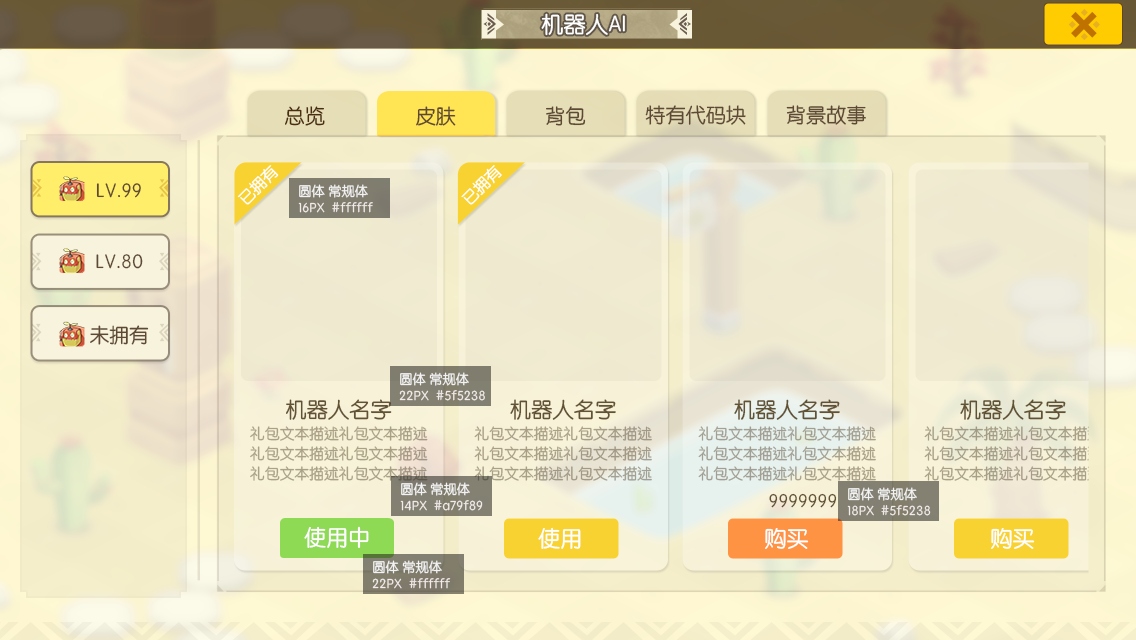 机器人AI
总览
皮肤
背包
特有代码块
背景故事
LV.99
LV.80
未拥有
已拥有
圆体 常规体
16PX #ffffff
圆体 常规体
22PX #5f5238
机器人名字
礼包文本描述礼包文本描述
礼包文本描述礼包文本描述
礼包文本描述礼包文本描述
圆体 常规体
14PX #a79f89
使用中
圆体 常规体
22PX #ffffff
已拥有
机器人名字
礼包文本描述礼包文本描述
礼包文本描述礼包文本描述
礼包文本描述礼包文本描述
使用
机器人名字
礼包文本描述礼包文本描述
礼包文本描述礼包文本描述
礼包文本描述礼包文本描述
9999999
圆体 常规体
18PX #5f5238
购买
机器人名字
礼包文本描述礼包文本描
礼包文本描述礼包文本描
礼包文本描述礼包文本描
购买